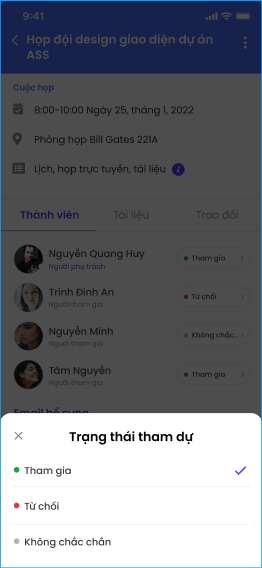 9:41
Họp đội design giao diện dự án
ASS
Cuộc họp
8:00-10:00 Ngày 25, tháng 1, 2022
Phòng họp Bill Gates 221A
Lịch, họp trực tuyến, tài liệu
Thành viên Tài liệu Trao đổi
Nguyễn Quang Huy
Người phụ trách
Tham gia
Trình Đình An
Người tham gia
Từ chối
Nguyễn Minh
Người tham gia
Không chắc...
Tâm Nguyễn
Người tham gia
Tham gia
Email bổ sung
Trạng thái tham dự
Tham gia
Từ chối
Không chắc chắn